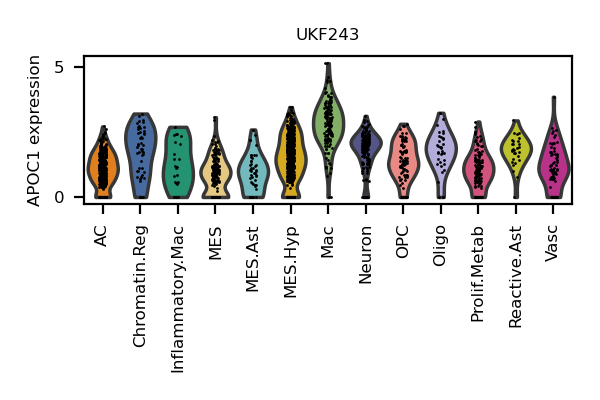 UKF243
APOC1 expression
5
0
AC
Chromatin.Reg
Inflammatory.Mac
MES
MES.Ast
MES.Hyp
Mac
Neuron
OPC
Oligo
Prolif.Metab
Reactive.Ast
Vasc